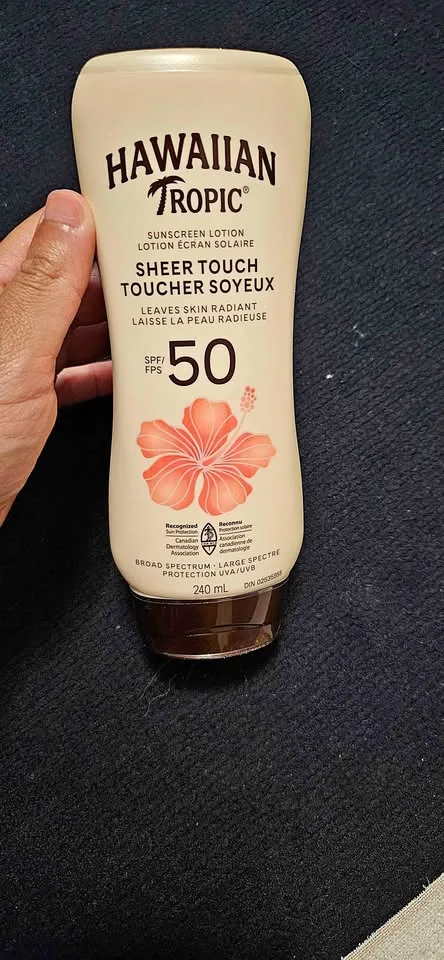 HAWAIIAN
TROPIC®
SUNSCREEN LOTION
LOTION ÉCRAN SOLAIRE
SHEER TOUCH
TOUCHER SOYEUX
LEAVES SKIN RADIANT
LAISSE LA PEAU RADIEUSE
SPF/
FPS 50
Recognized
Sun Protection
Canadian
Dermatology
Association
Reconnu
Protection solaire
Association
canadienne de
dermatologie
BROAD SPECTRUM · LARGE SPECTRE
PROTECTION UVA/UVB
240 mL
DIN